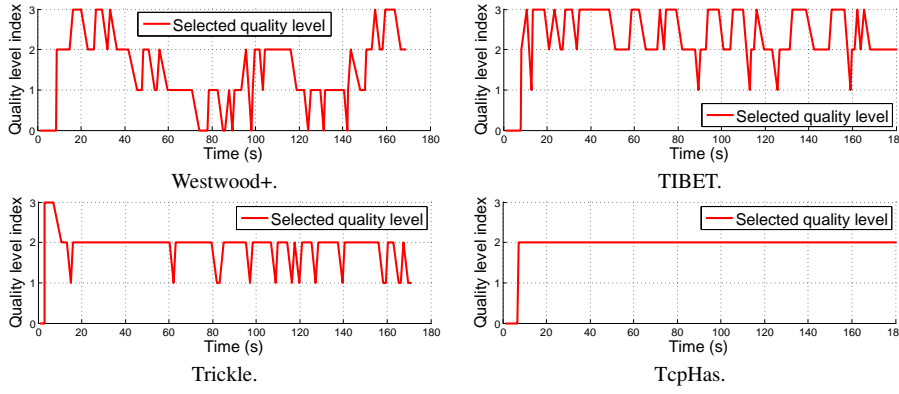 Quality level index
3
2
1
0
Selected quality level
0 20 40 60 80 100 120 140 160 180
Time (s)
Westwood+.
Quality level index
3
2
1
0
Selected quality level
0 20 40 60 80 100 120 140 160 180
Time (s)
TIBET.
Quality level index
3
2
1
0
Selected quality level
0 20 40 60 80 100 120 140 160 180
Time (s)
Trickle.
Quality level index
3
2
1
0
Selected quality level
0 20 40 60 80 100 120 140 160 180
Time (s)
TcpHas.